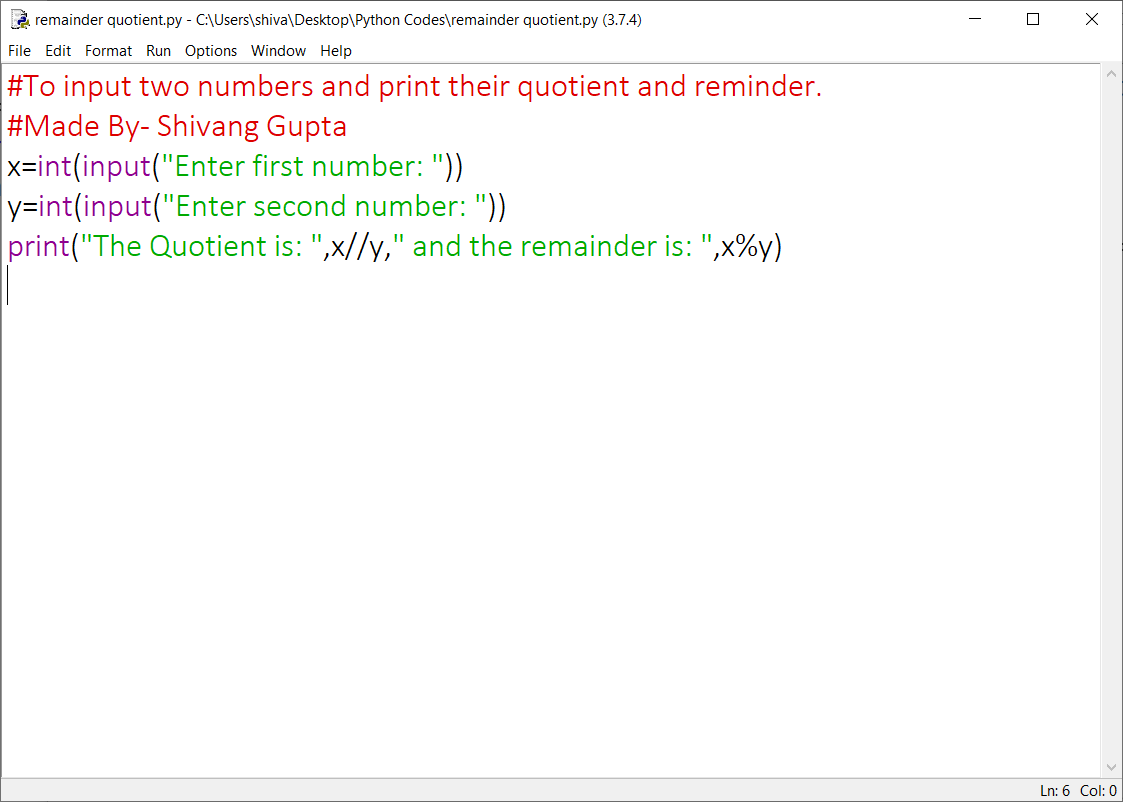 remainder quotient.py - C:\Users\shiva\Desktop\Python Codes\remainder quotient.py (3.7.4)
File Edit Format Run Options Window Help
#To input two numbers and print their quotient and reminder.
#Made By- Shivang Gupta
x=int(input("Enter first number: "))
y=int(input("Enter second number: "))
print("The Quotient is: ",x//y," and the remainder is: ",x%y)
Ln: 6 Col: 0